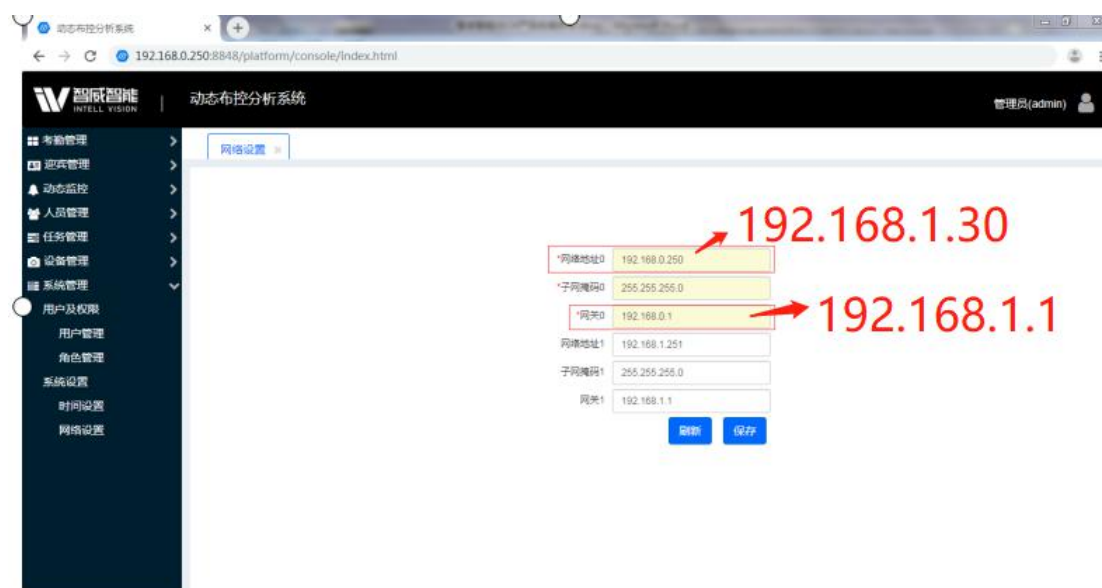 动态布控分析系统
192.168.0.250:8848/platform/console/index.html
智威智能
INTELL VISION
动态布控分析系统
管理员(admin)
考勤管理
网络设置
迎宾管理
动态监控
人员管理
192.168.1.30
任务管理
设备管理
*网络地址0 192.168.0.250
系统管理
*子网掩码0 255.255.255.0
用户及权限
*网关0 192.168.0.1
192.168.1.1
用户管理
网络地址1 192.168.1.251
角色管理
子网掩码1 255.255.255.0
系统设置
网关1 192.168.1.1
时间设置
网络设置
刷新 保存